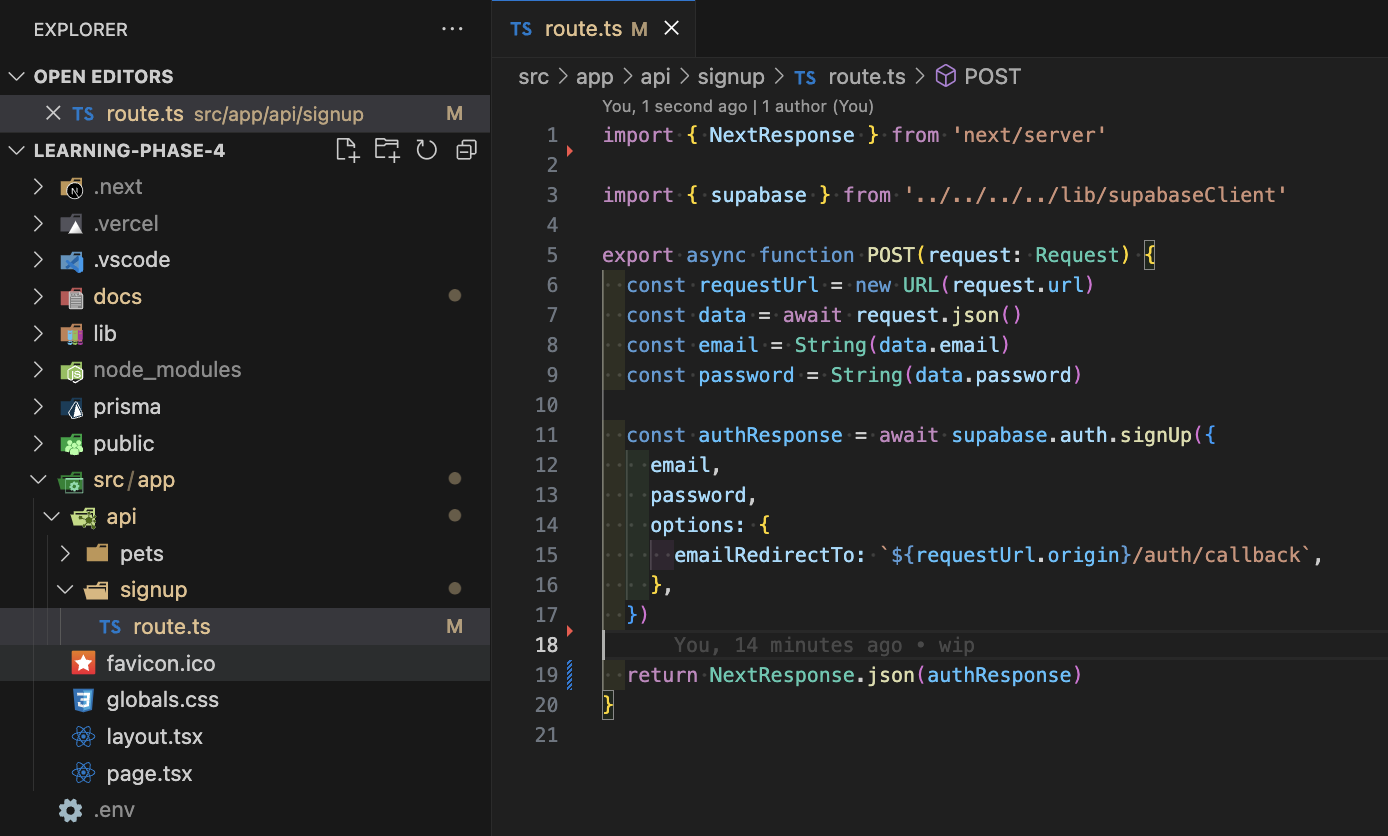 EXPLORER
OPEN EDITORS
TS route.ts src/app/api/signup M
LEARNING-PHASE-4
.next
.vercel
.vscode
docs
lib
node_modules
prisma
public
src/app
api
pets
signup
TS route.ts M
favicon.ico
globals.css
layout.tsx
page.tsx
.env
TS route.ts M
src > app > api > signup > TS route.ts > POST
You, 1 second ago | 1 author (You)
1 import { NextResponse } from 'next/server'
2
3 import { supabase } from '../../../../lib/supabaseClient'
4
5 export async function POST(request: Request) {
6 const requestUrl = new URL(request.url)
7 const data = await request.json()
8 const email = String(data.email)
9 const password = String(data.password)
10
11 const authResponse = await supabase.auth.signUp({
12 email,
13 password,
14 options: {
15 emailRedirectTo: `${requestUrl.origin}/auth/callback`,
16 },
17 })
18 You, 14 minutes ago • wip
19 return NextResponse.json(authResponse)
20 }
21